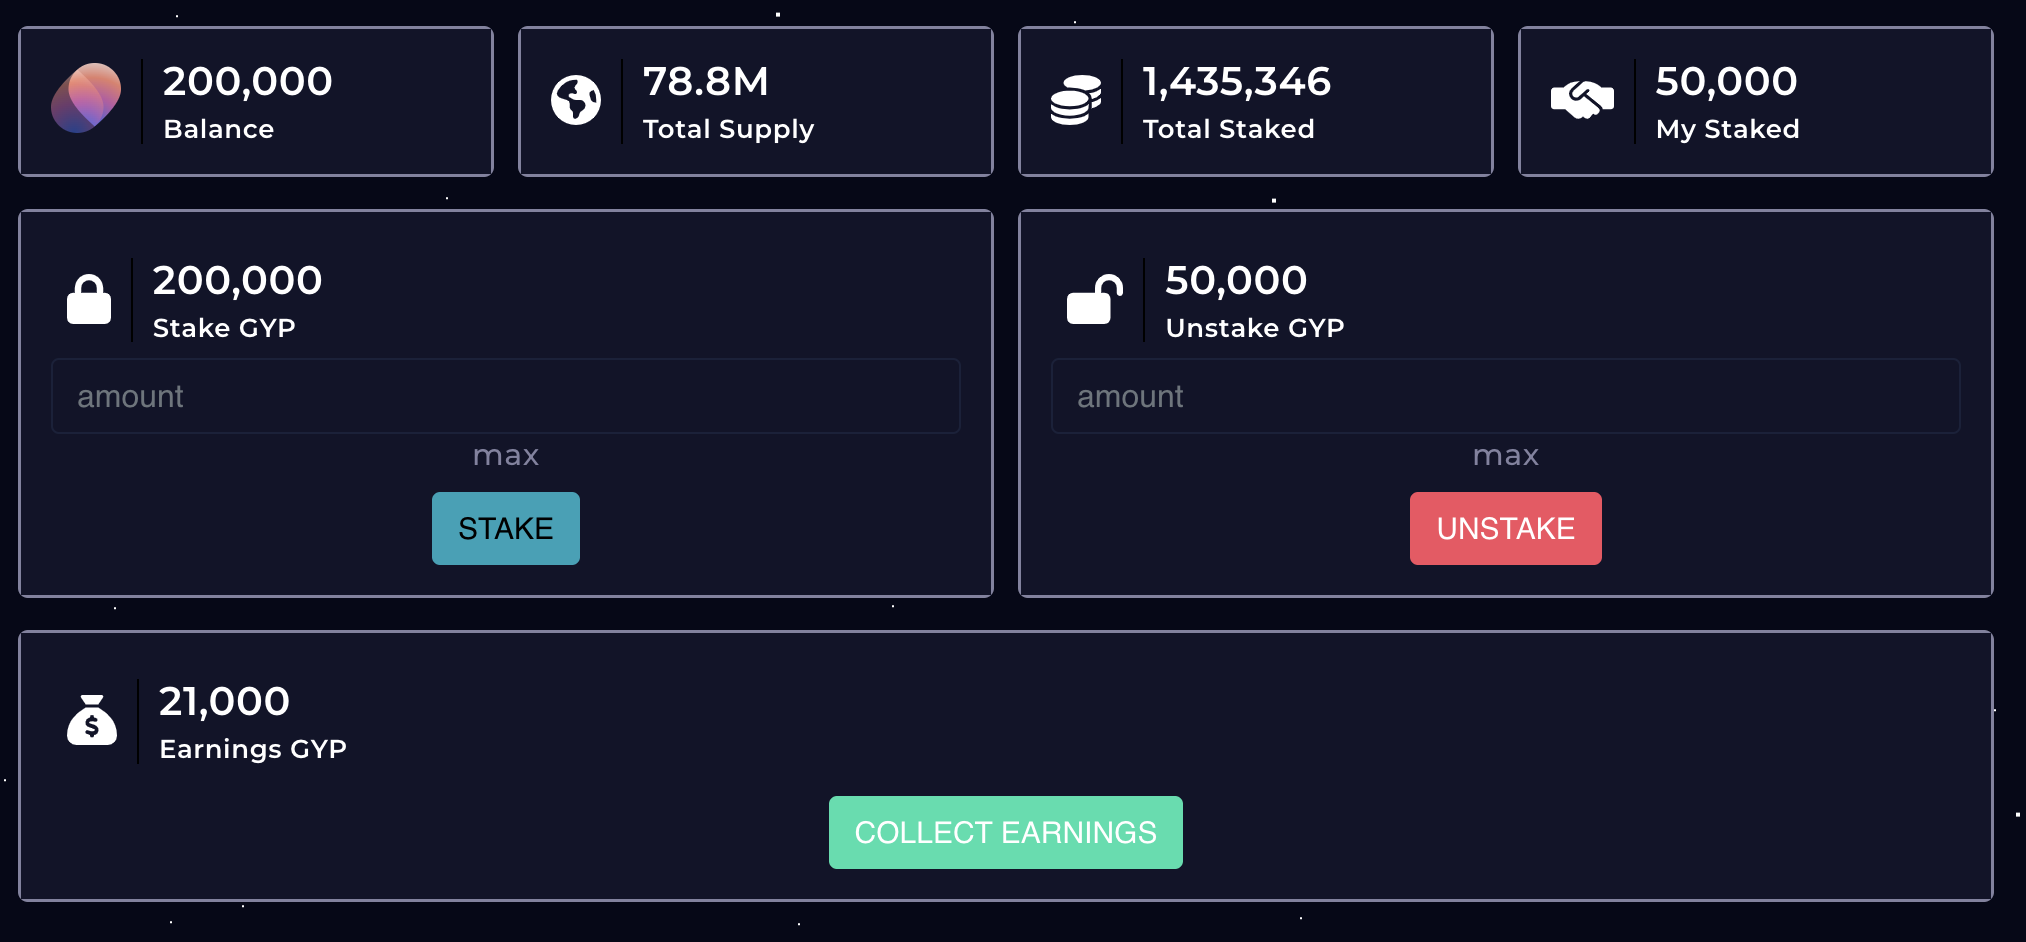 200,000
Balance
78.8M
Total Supply
1,435,346
Total Staked
50,000
My Staked
200,000
Stake GYP
amount
max
STAKE
50,000
Unstake GYP
amount
max
UNSTAKE
$
21,000
Earnings GYP
COLLECT EARNINGS